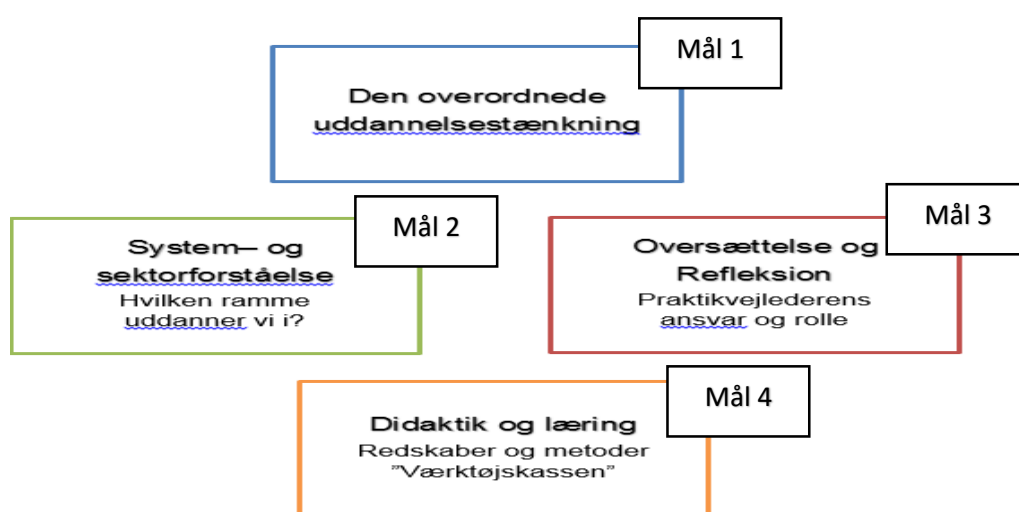 Mål 1
Den overordnede
uddannelsestænkning
Mål 2
System– og
sektorforståelse
Hvilken ramme
uddanner vi i?
Mål 3
Oversættelse og
Refleksion
Praktikvejlederens
ansvar og rolle
Mål 4
Didaktik og læring
Redskaber og metoder
”Værktøjskassen”